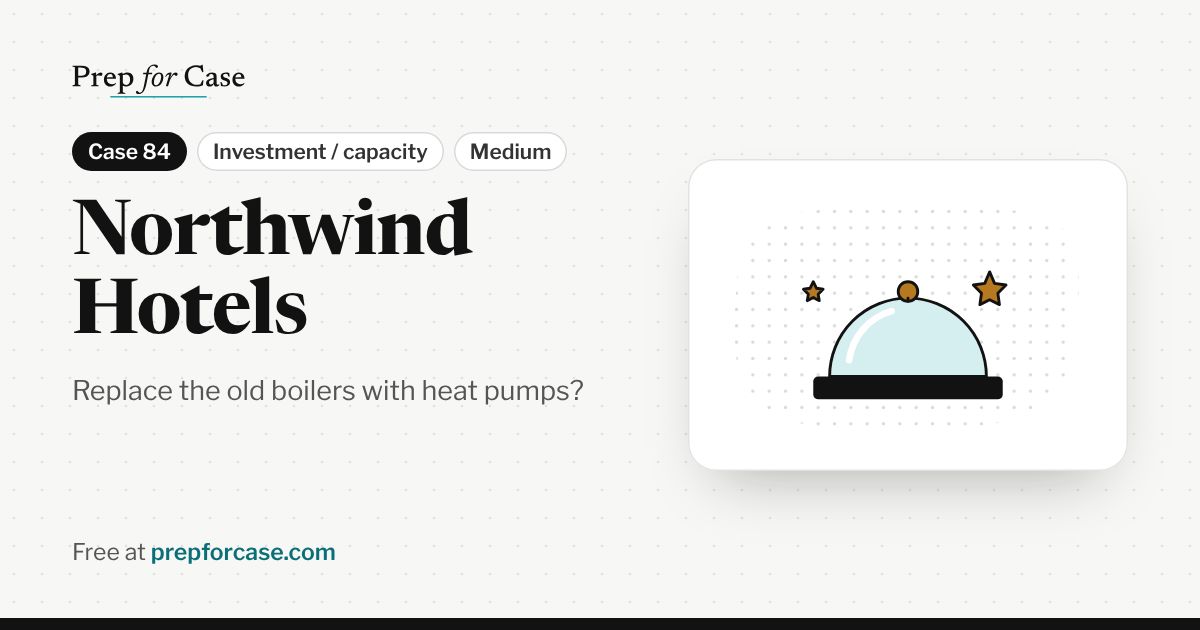 Prep for Case
Case 84
Investment / capacity
Medium
Northwind
Hotels
Replace the old boilers with heat pumps?
Free at prepforcase.com